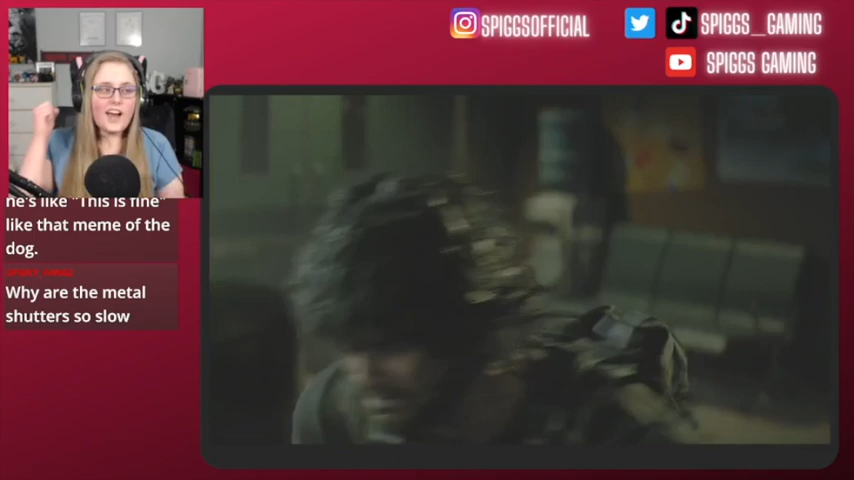 SPIGGSOFFICIAL
SPIGGS_GAMING
SPIGGS GAMING
he's like "This is fine"
like that meme of the
dog.
Why are the metal
shutters so slow